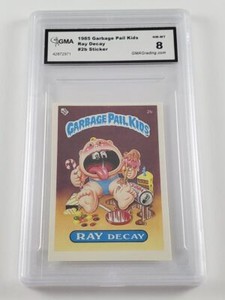 GMA
1985 Garbage Pail Kids
Ray Decay
#2b Sticker
NM-MT
8
GMAGrading.com
2b
GARBAGE PAIL KIDS
RAY DECAY